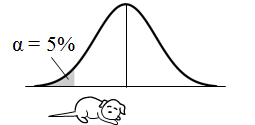 α = 5%